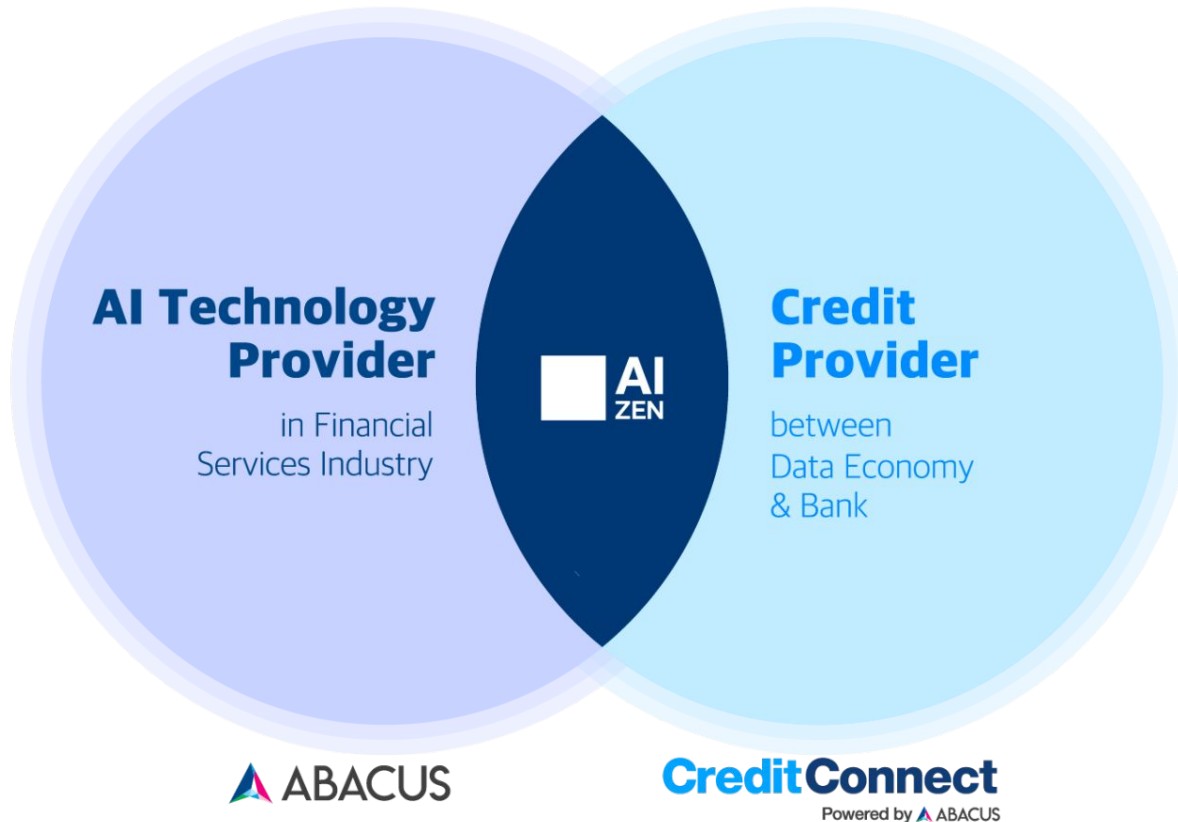 AI Technology
Provider
in Financial
Services Industry
AI
ZEN
Credit
Provider
between
Data Economy
& Bank
ABACUS
CreditConnect
Powered by ABACUS